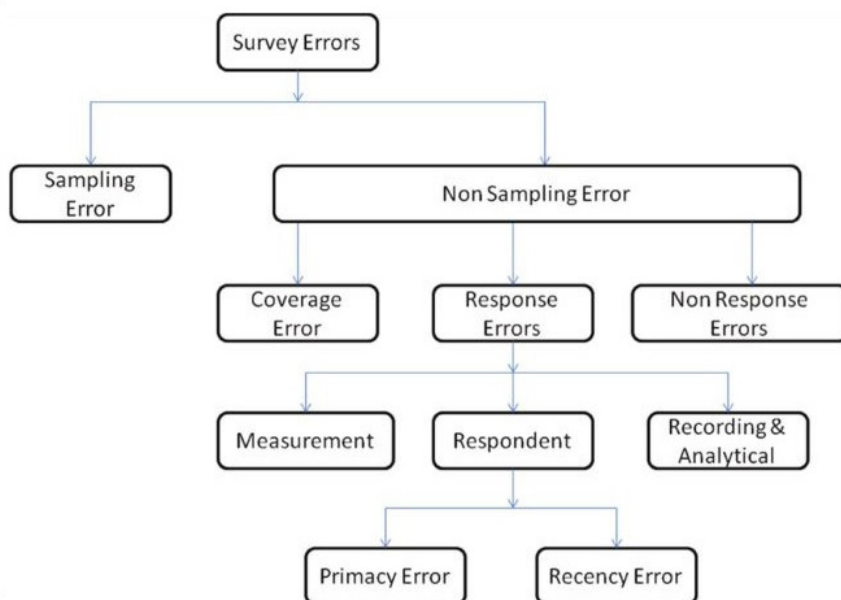 Survey Errors
Sampling
Error
Non Sampling Error
Coverage
Error
Response
Errors
Non Response
Errors
Measurement
Respondent
Recording &
Analytical
Primacy Error
Recency Error